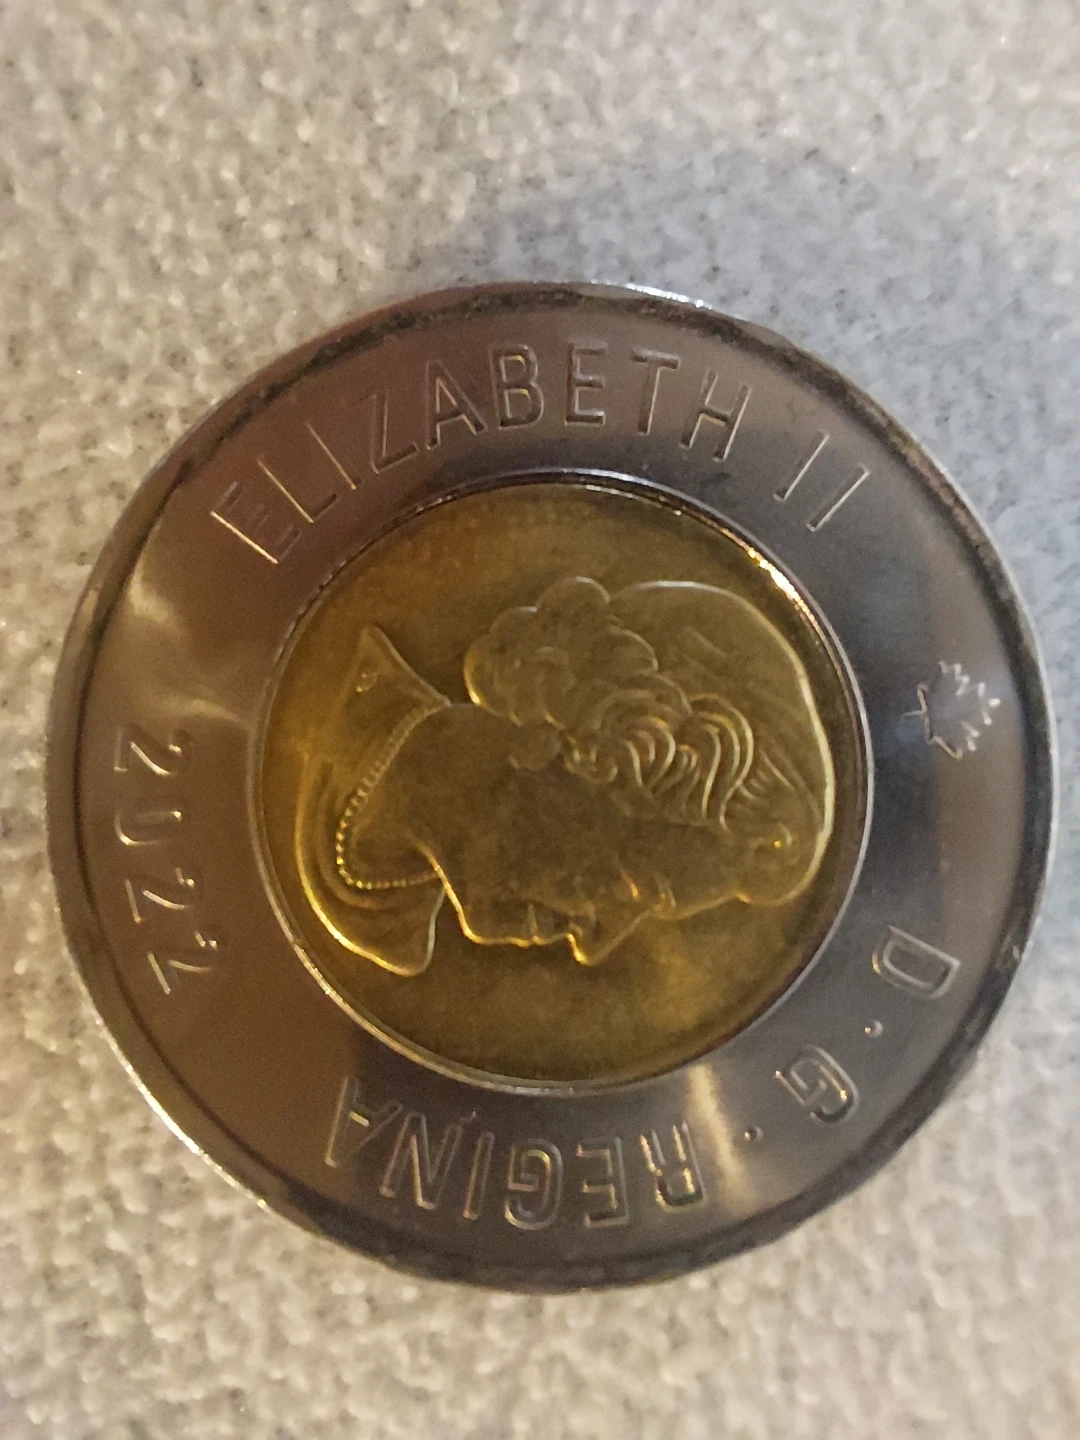 ELIZABETH II
D · G · REGINA
2022